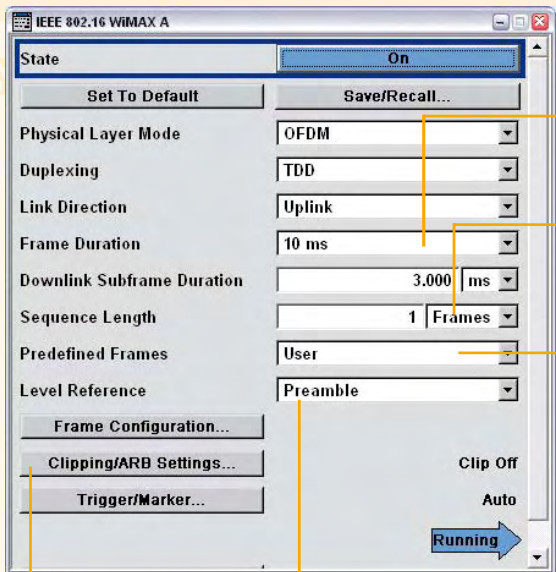 IEEE 802.16 WiMAX A
State On
Set To Default Save/Recall...
Physical Layer Mode OFDM
Duplexing TDD
Link Direction Uplink
Frame Duration 10 ms
Downlink Subframe Duration 3.000 ms
Sequence Length 1 Frames
Predefined Frames User
Level Reference Preamble
Frame Configuration...
Clipping/ARB Settings... Clip Off
Trigger/Marker... Auto
Running